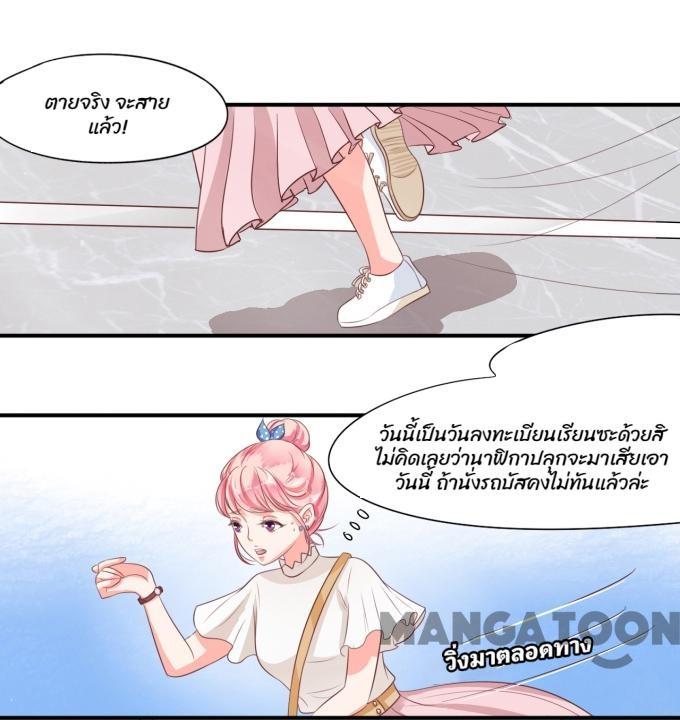 ตายจริง จะสาย
แล้ว!
วันนี้เป็นวันลงทะเบียนเรียนซะด้วยสิ
ไม่คิดเลยว่านาฬิกาปลุกจะมาเสียเอา
วันนี้ ถ้านั่งรถบัสคงไม่ทันแล้วล่ะ
MANGATOON
วิ่งมาตลอดทาง